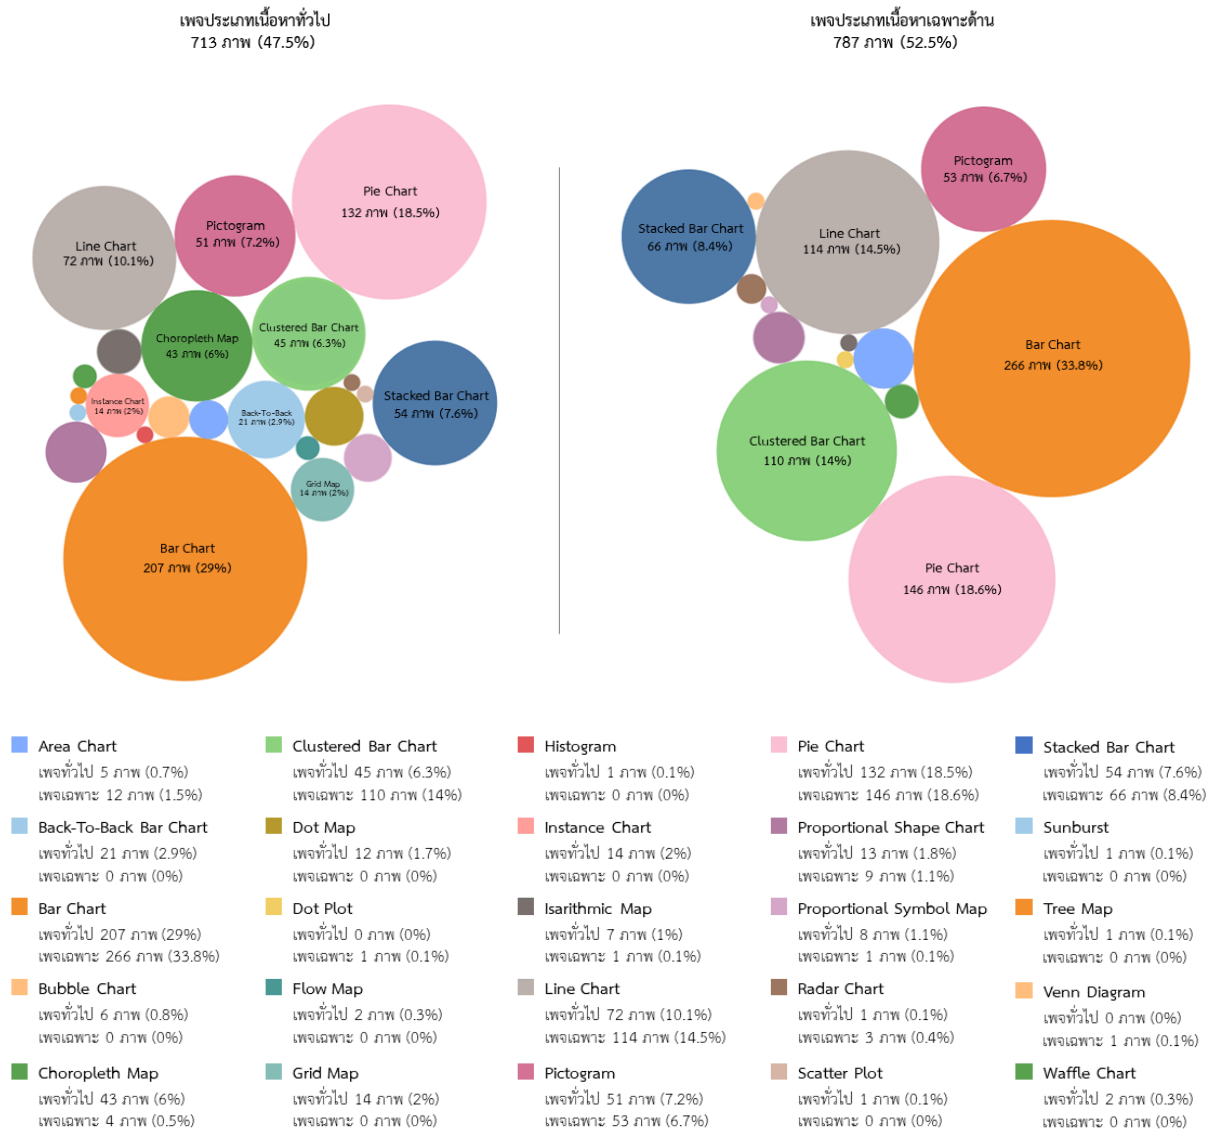 เพจประเภทเนื้อหาทั่วไป
713 ภาพ (47.5%)
เพจประเภทเนื้อหาเฉพาะด้าน
787 ภาพ (52.5%)
Pie Chart
132 ภาพ (18.5%)
Pictogram
51 ภาพ (7.2%)
Line Chart
72 ภาพ (10.1%)
Choropleth Map
43 ภาพ (6%)
Clustered Bar Chart
45 ภาพ (6.3%)
Stacked Bar Chart
54 ภาพ (7.6%)
Instance Chart
14 ภาพ (2%)
Back-To-Back
21 ภาพ (2.9%)
Grid Map
14 ภาพ (2%)
Bar Chart
207 ภาพ (29%)
Pictogram
53 ภาพ (6.7%)
Stacked Bar Chart
66 ภาพ (8.4%)
Line Chart
114 ภาพ (14.5%)
Bar Chart
266 ภาพ (33.8%)
Clustered Bar Chart
110 ภาพ (14%)
Pie Chart
146 ภาพ (18.6%)
Area Chart
เพจทั่วไป 5 ภาพ (0.7%)
เพจเฉพาะ 12 ภาพ (1.5%)
Back-To-Back Bar Chart
เพจทั่วไป 21 ภาพ (2.9%)
เพจเฉพาะ 0 ภาพ (0%)
Bar Chart
เพจทั่วไป 207 ภาพ (29%)
เพจเฉพาะ 266 ภาพ (33.8%)
Bubble Chart
เพจทั่วไป 6 ภาพ (0.8%)
เพจเฉพาะ 0 ภาพ (0%)
Choropleth Map
เพจทั่วไป 43 ภาพ (6%)
เพจเฉพาะ 4 ภาพ (0.5%)
Clustered Bar Chart
เพจทั่วไป 45 ภาพ (6.3%)
เพจเฉพาะ 110 ภาพ (14%)
Dot Map
เพจทั่วไป 12 ภาพ (1.7%)
เพจเฉพาะ 0 ภาพ (0%)
Dot Plot
เพจทั่วไป 0 ภาพ (0%)
เพจเฉพาะ 1 ภาพ (0.1%)
Flow Map
เพจทั่วไป 2 ภาพ (0.3%)
เพจเฉพาะ 0 ภาพ (0%)
Grid Map
เพจทั่วไป 14 ภาพ (2%)
เพจเฉพาะ 0 ภาพ (0%)
Histogram
เพจทั่วไป 1 ภาพ (0.1%)
เพจเฉพาะ 0 ภาพ (0%)
Instance Chart
เพจทั่วไป 14 ภาพ (2%)
เพจเฉพาะ 0 ภาพ (0%)
Isarithmic Map
เพจทั่วไป 7 ภาพ (1%)
เพจเฉพาะ 1 ภาพ (0.1%)
Line Chart
เพจทั่วไป 72 ภาพ (10.1%)
เพจเฉพาะ 114 ภาพ (14.5%)
Pictogram
เพจทั่วไป 51 ภาพ (7.2%)
เพจเฉพาะ 53 ภาพ (6.7%)
Pie Chart
เพจทั่วไป 132 ภาพ (18.5%)
เพจเฉพาะ 146 ภาพ (18.6%)
Proportional Shape Chart
เพจทั่วไป 13 ภาพ (1.8%)
เพจเฉพาะ 9 ภาพ (1.1%)
Proportional Symbol Map
เพจทั่วไป 8 ภาพ (1.1%)
เพจเฉพาะ 1 ภาพ (0.1%)
Radar Chart
เพจทั่วไป 1 ภาพ (0.1%)
เพจเฉพาะ 3 ภาพ (0.4%)
Scatter Plot
เพจทั่วไป 1 ภาพ (0.1%)
เพจเฉพาะ 0 ภาพ (0%)
Stacked Bar Chart
เพจทั่วไป 54 ภาพ (7.6%)
เพจเฉพาะ 66 ภาพ (8.4%)
Sunburst
เพจทั่วไป 1 ภาพ (0.1%)
เพจเฉพาะ 0 ภาพ (0%)
Tree Map
เพจทั่วไป 1 ภาพ (0.1%)
เพจเฉพาะ 0 ภาพ (0%)
Venn Diagram
เพจทั่วไป 0 ภาพ (0%)
เพจเฉพาะ 1 ภาพ (0.1%)
Waffle Chart
เพจทั่วไป 2 ภาพ (0.3%)
เพจเฉพาะ 0 ภาพ (0%)